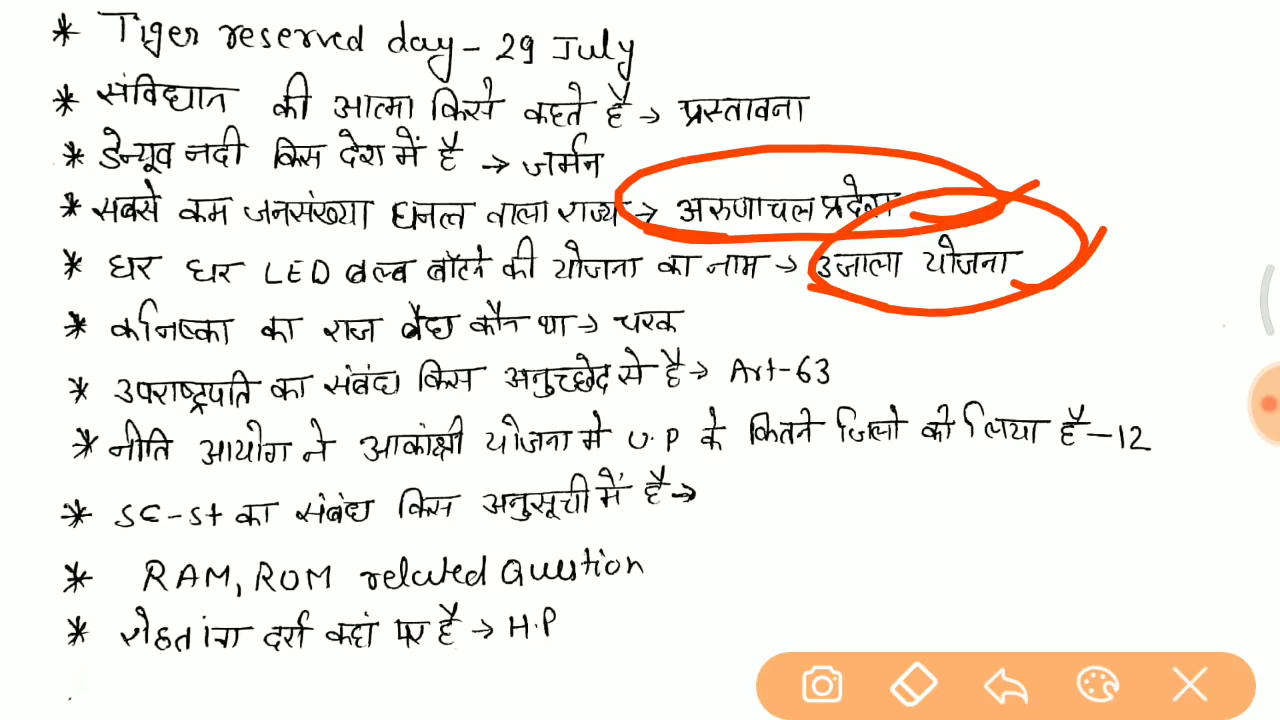 * Tiger reserved day - 29 July
* संविधान की आत्मा किसे कहते है → प्रस्तावना
* डेन्यूव नदी किस देश में है → जर्मन
* सबसे कम जनसंख्या घनत्व वाला राज्य → अरुणाचल प्रदेश
* घर घर LED बल्ब बॉटने की योजना का नाम → उजाला योजना
* कनिष्का का राज वैद्य कौन था → चरक
* उपराष्ट्रपति का संबंध किस अनुच्छेद से है → Art-63
* नीति आयोग ने आकांक्षी योजना मे U.P के कितने जिलो को लिया है - 12
* SC-St का संबंध किस अनुसूची में है →
* RAM, ROM related Question
* रोहतांग दर्रा कहां पर है → H.P